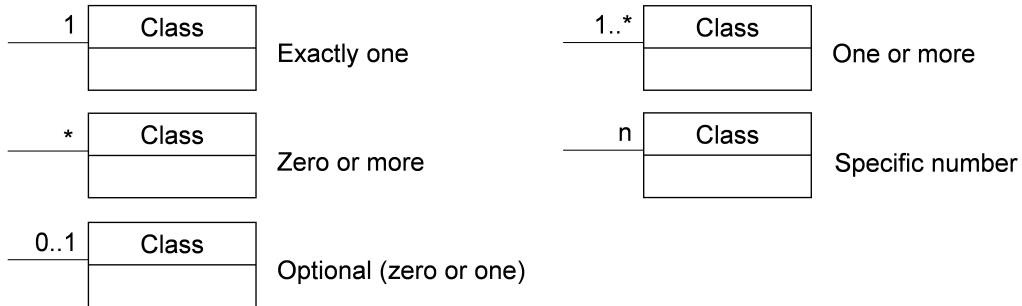 1 Class
Exactly one
1..* Class
One or more
* Class
Zero or more
n Class
Specific number
0..1 Class
Optional (zero or one)